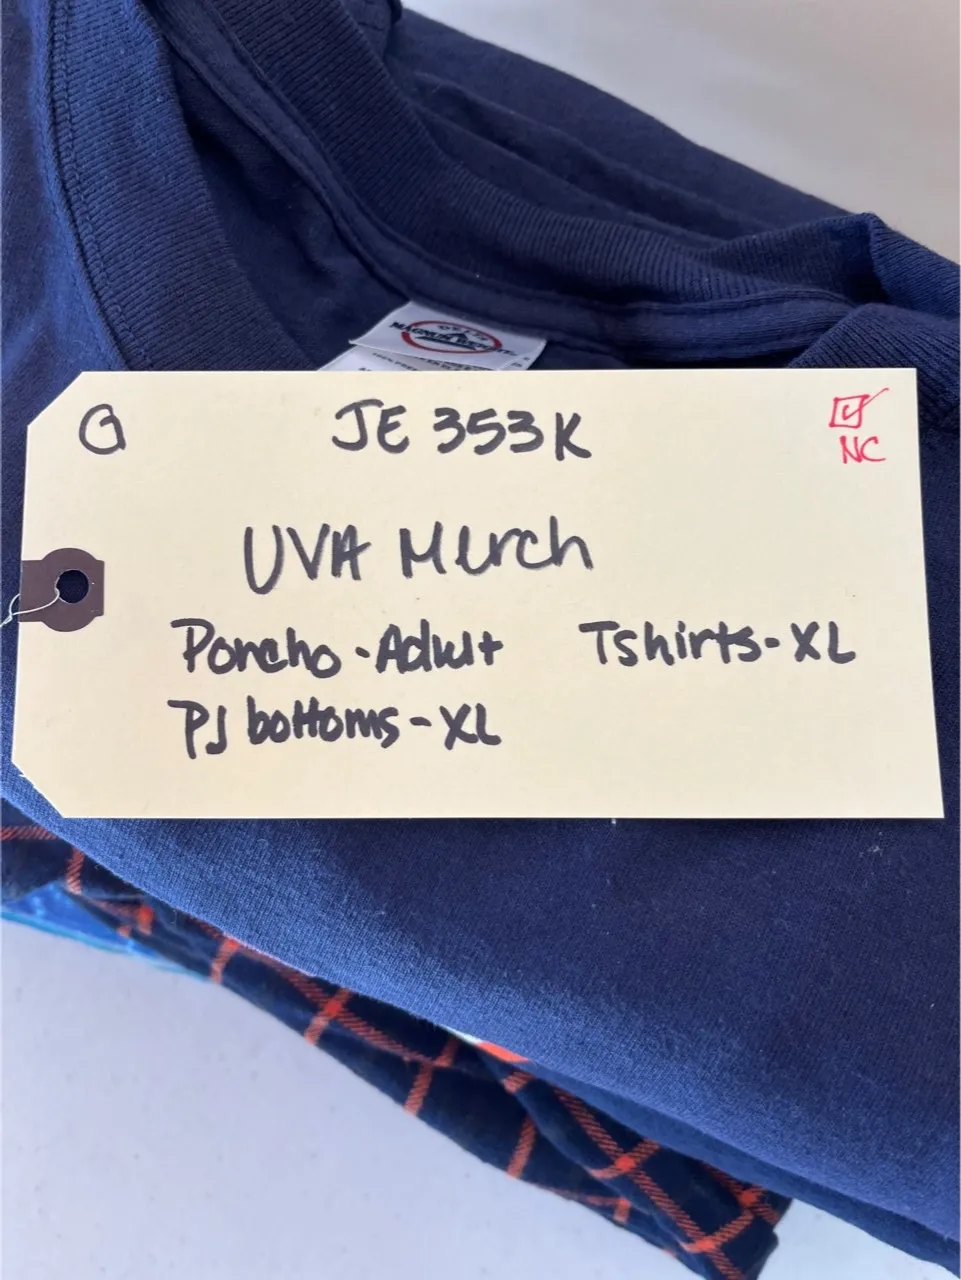 Q JE 353K
NC
UVA Merch
Poncho - Adult Tshirts - XL
PJ bottoms - XL